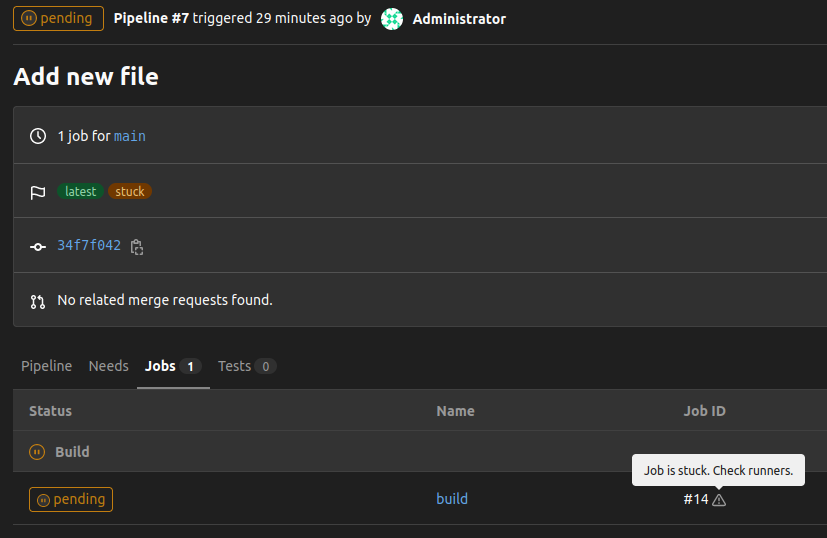 pending Pipeline #7 triggered 29 minutes ago by Administrator
Add new file
1 job for main
latest stuck
34f7f042
No related merge requests found.
Pipeline Needs Jobs 1 Tests 0
Status Name Job ID
Build
Job is stuck. Check runners.
pending build #14